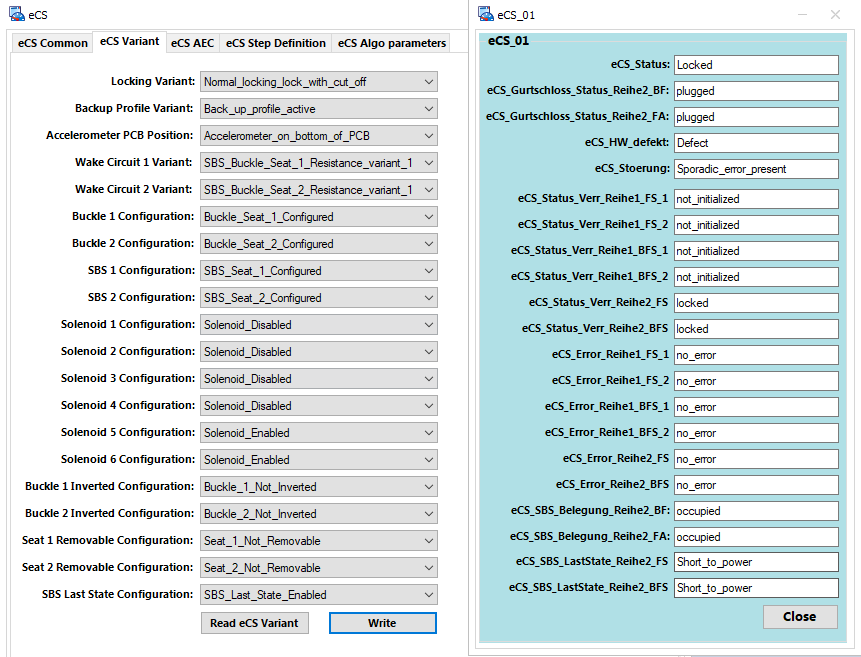 eCS
eCS Common eCS Variant eCS AEC eCS Step Definition eCS Algo parameters
Locking Variant: Normal_locking_lock_with_cut_off
Backup Profile Variant: Back_up_profile_active
Accelerometer PCB Position: Accelerometer_on_bottom_of_PCB
Wake Circuit 1 Variant: SBS_Buckle_Seat_1_Resistance_variant_1
Wake Circuit 2 Variant: SBS_Buckle_Seat_2_Resistance_variant_1
Buckle 1 Configuration: Buckle_Seat_1_Configured
Buckle 2 Configuration: Buckle_Seat_2_Configured
SBS 1 Configuration: SBS_Seat_1_Configured
SBS 2 Configuration: SBS_Seat_2_Configured
Solenoid 1 Configuration: Solenoid_Disabled
Solenoid 2 Configuration: Solenoid_Disabled
Solenoid 3 Configuration: Solenoid_Disabled
Solenoid 4 Configuration: Solenoid_Disabled
Solenoid 5 Configuration: Solenoid_Enabled
Solenoid 6 Configuration: Solenoid_Enabled
Buckle 1 Inverted Configuration: Buckle_1_Not_Inverted
Buckle 2 Inverted Configuration: Buckle_2_Not_Inverted
Seat 1 Removable Configuration: Seat_1_Not_Removable
Seat 2 Removable Configuration: Seat_2_Not_Removable
SBS Last State Configuration: SBS_Last_State_Enabled
Read eCS Variant Write
eCS_01
eCS_01
eCS_Status: Locked
eCS_Gurtschloss_Status_Reihe2_BF: plugged
eCS_Gurtschloss_Status_Reihe2_FA: plugged
eCS_HW_defekt: Defect
eCS_Stoerung: Sporadic_error_present
eCS_Status_Verr_Reihe1_FS_1 not_initialized
eCS_Status_Verr_Reihe1_FS_2 not_initialized
eCS_Status_Verr_Reihe1_BFS_1 not_initialized
eCS_Status_Verr_Reihe1_BFS_2 not_initialized
eCS_Status_Verr_Reihe2_FS locked
eCS_Status_Verr_Reihe2_BFS locked
eCS_Error_Reihe1_FS_1 no_error
eCS_Error_Reihe1_FS_2 no_error
eCS_Error_Reihe1_BFS_1 no_error
eCS_Error_Reihe1_BFS_2 no_error
eCS_Error_Reihe2_FS no_error
eCS_Error_Reihe2_BFS no_error
eCS_SBS_Belegung_Reihe2_BF: occupied
eCS_SBS_Belegung_Reihe2_FA: occupied
eCS_SBS_LastState_Reihe2_FS Short_to_power
eCS_SBS_LastState_Reihe2_BFS Short_to_power
Close